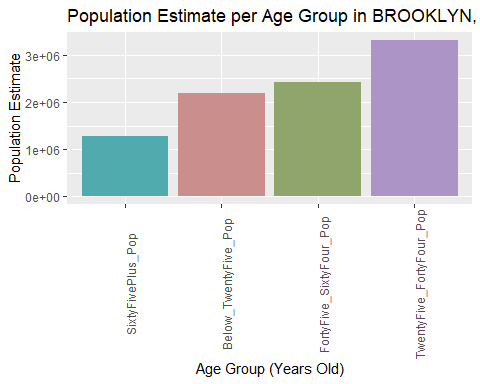 Population Estimate per Age Group in BROOKLYN,
Population Estimate
3e+06
2e+06
1e+06
0e+00
SixtyFivePlus_Pop
Below_TwentyFive_Pop
FortyFive_SixtyFour_Pop
TwentyFive_FortyFour_Pop
Age Group (Years Old)